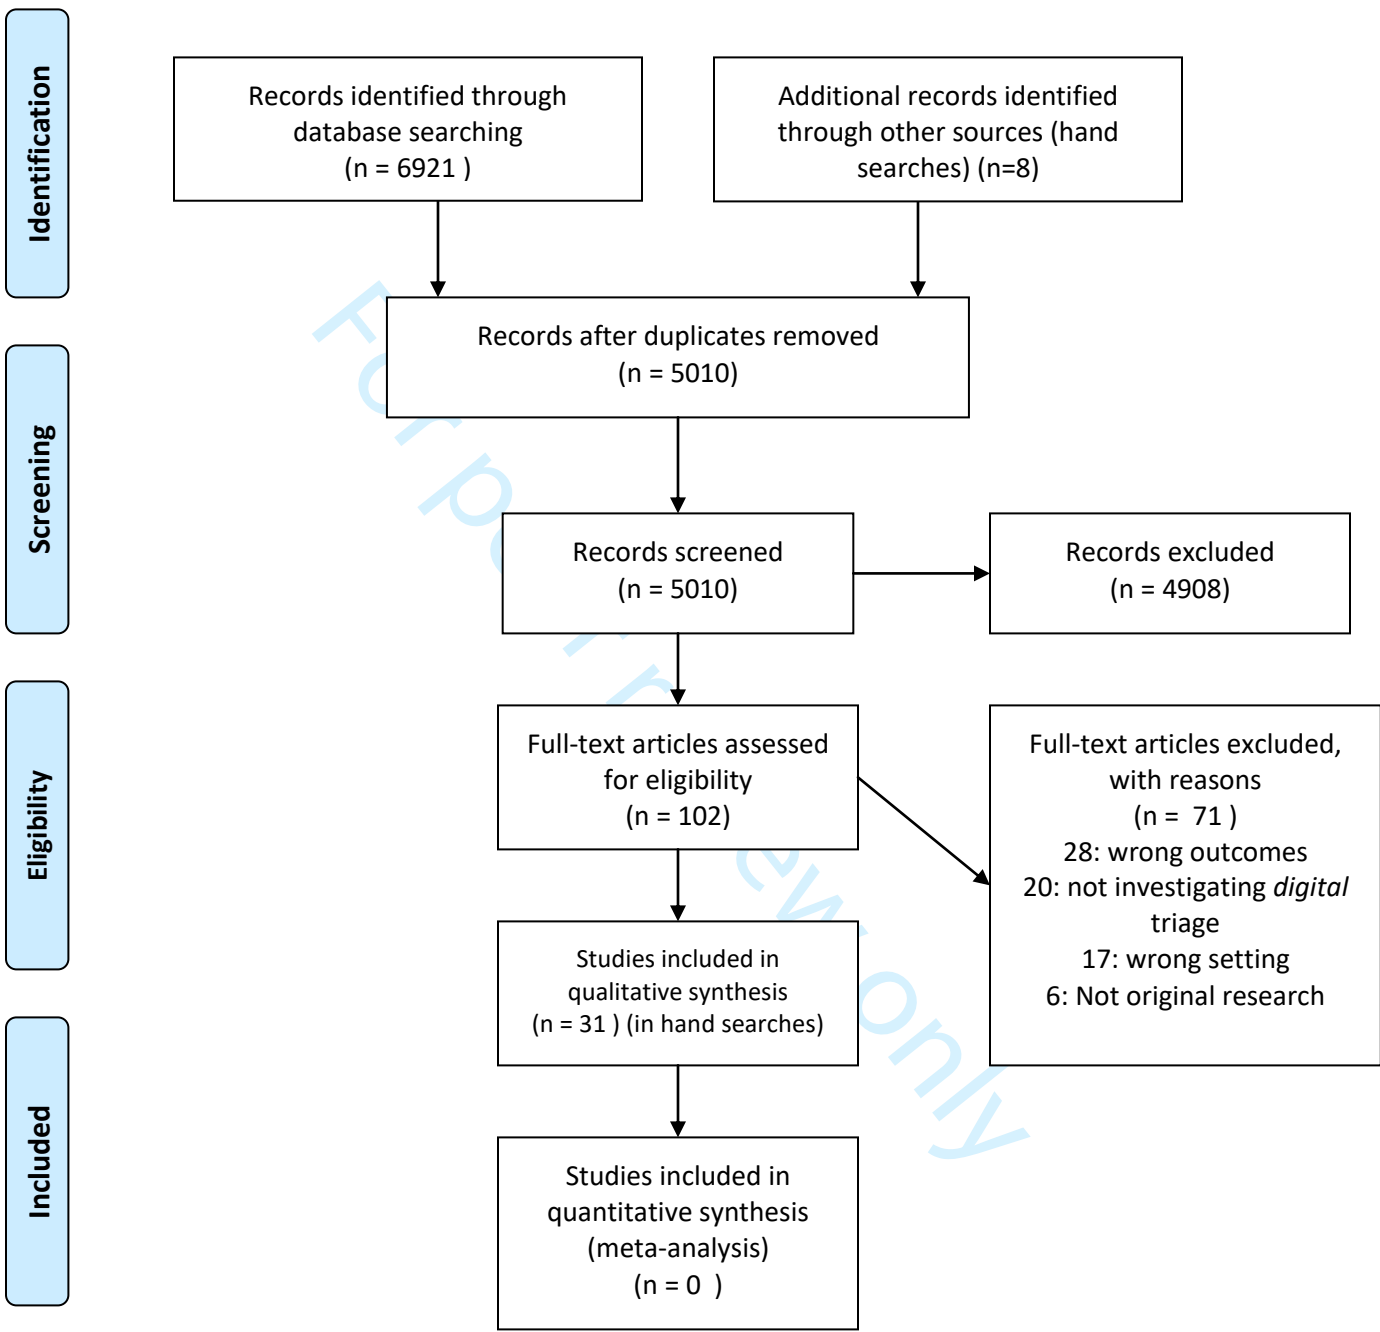 Identification
Records identified through
database searching
(n = 6921 )
Additional records identified
through other sources (hand
searches) (n=8)
Records after duplicates removed
(n = 5010)
Screening
Records screened
(n = 5010)
Records excluded
(n = 4908)
Eligibility
Full-text articles assessed
for eligibility
(n = 102)
Full-text articles excluded,
with reasons
(n =  71 )
28: wrong outcomes
20: not investigating digital
triage
17: wrong setting
6: Not original research
Studies included in
qualitative synthesis
(n = 31 ) (in hand searches)
Included
Studies included in
quantitative synthesis
(meta-analysis)
(n = 0  )
For peer review only